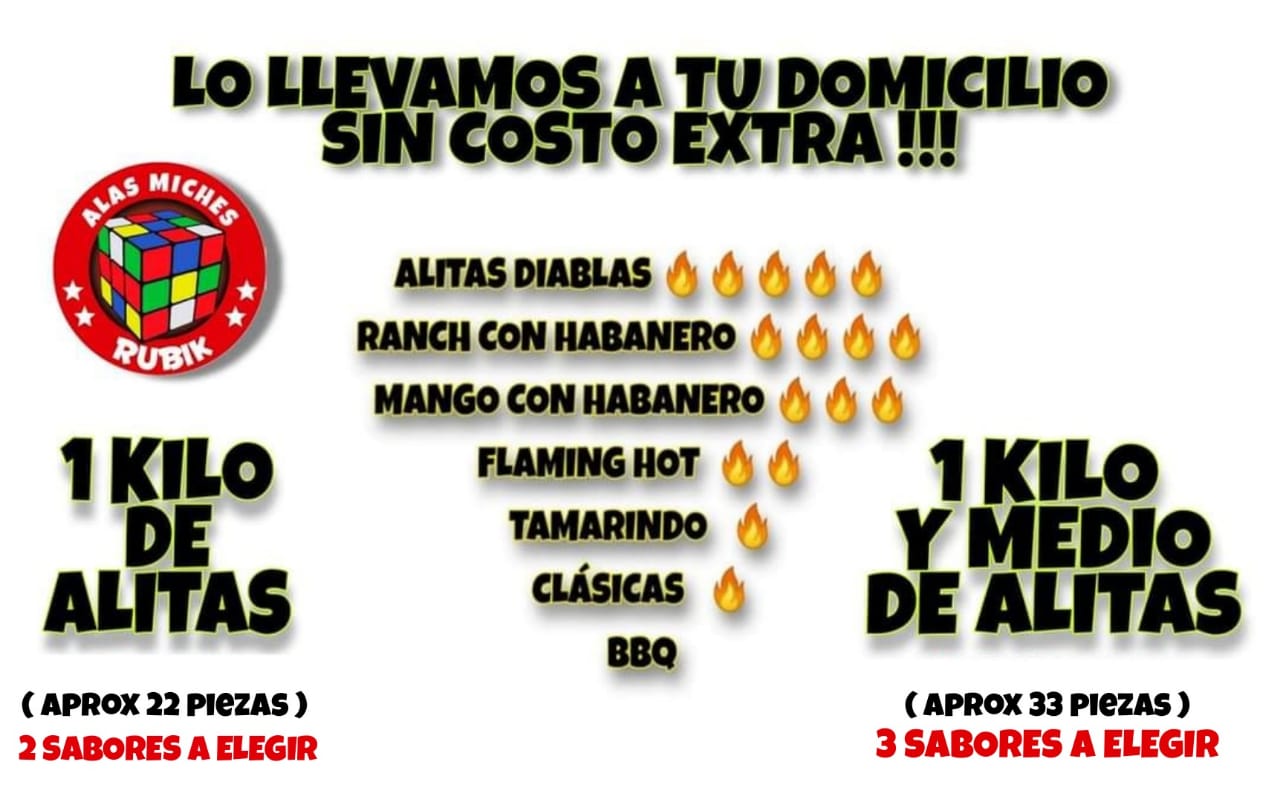 LO LLEVAMOS A TU DOMICILIO
SIN COSTO EXTRA !!!
ALAS MICHES
RUBIK
ALITAS DIABLAS 🔥🔥🔥🔥🔥
RANCH CON HABANERO 🔥🔥🔥🔥
MANGO CON HABANERO 🔥🔥🔥
FLAMING HOT 🔥🔥
TAMARINDO 🔥
CLÁSICAS 🔥
BBQ
1 KILO
DE
ALITAS
( APROX 22 PIEZAS )
2 SABORES A ELEGIR
1 KILO
Y MEDIO
DE ALITAS
( APROX 33 PIEZAS )
3 SABORES A ELEGIR